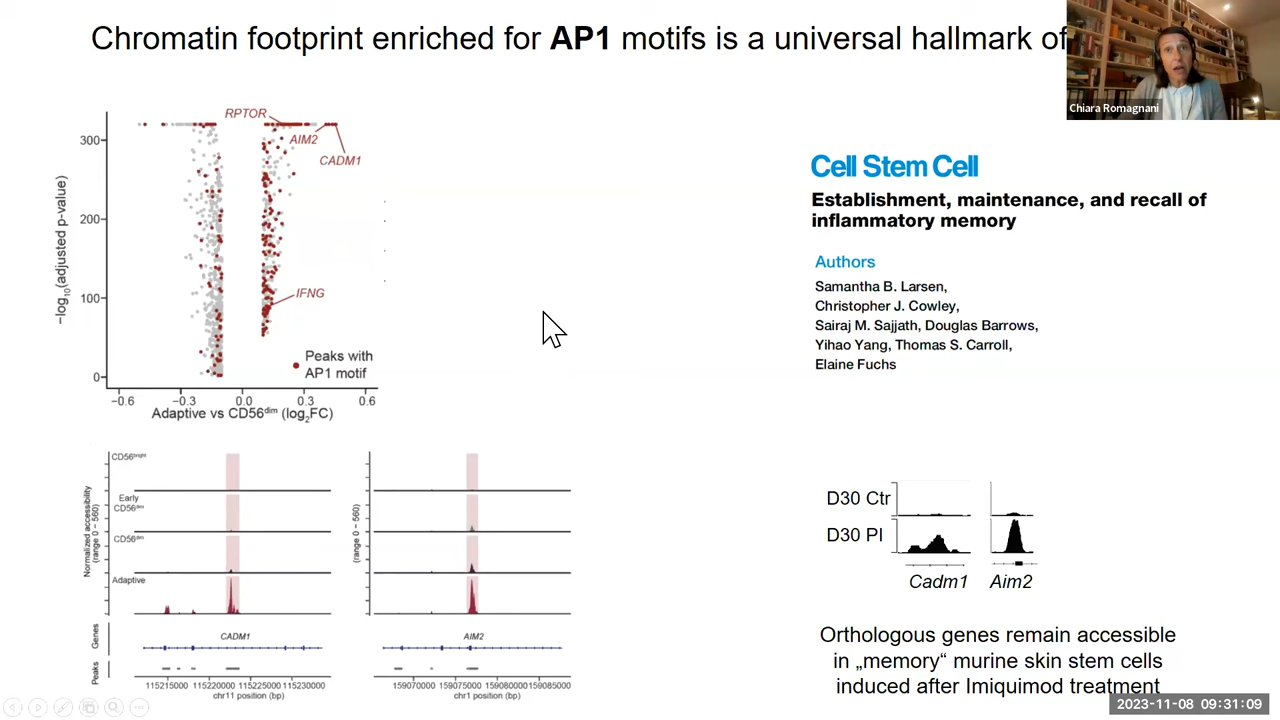 Chromatin footprint enriched for AP1 motifs is a universal hallmark of
Chiara Romagnani
RPTOR
AIM2
CADM1
IFNG
Peaks with
AP1 motif
−log10(adjusted p-value)
300
200
100
0
−0.6 −0.3 0.0 0.3 0.6
Adaptive vs CD56dim (log2FC)
Cell Stem Cell
Establishment, maintenance, and recall of
inflammatory memory
Authors
Samantha B. Larsen,
Christopher J. Cowley,
Sairaj M. Sajjath, Douglas Barrows,
Yihao Yang, Thomas S. Carroll,
Elaine Fuchs
Normalized accessibility
(range 0 − 560)
CD56bright
Early
CD56dim
CD56dim
Adaptive
Genes
CADM1
Peaks
115215000 115220000 115225000 115230000
chr11 position (bp)
(range 0 − 560)
AIM2
159070000 159075000 159080000 159085000
chr1 position (bp)
D30 Ctr
D30 PI
Cadm1 Aim2
Orthologous genes remain accessible
in „memory“ murine skin stem cells
induced after Imiquimod treatment
2023-11-08 09:31:09